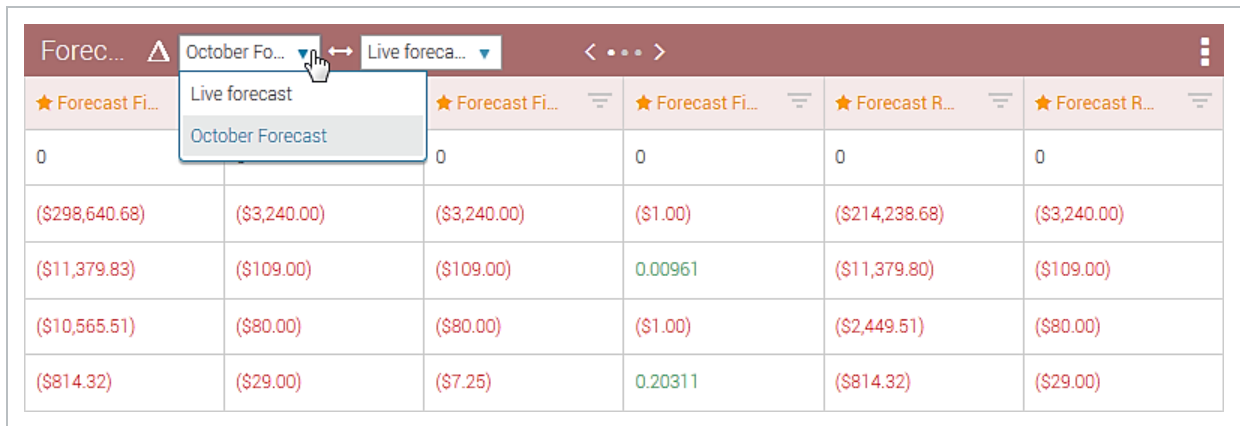 Forec... Δ October Fo... Live foreca...
Live forecast
October Forecast
Forecast Fi... Forecast Fi... Forecast Fi... Forecast R... Forecast R...
0 0 0 0 0
($298,640.68) ($3,240.00) ($3,240.00) ($1.00) ($214,238.68) ($3,240.00)
($11,379.83) ($109.00) ($109.00) 0.00961 ($11,379.80) ($109.00)
($10,565.51) ($80.00) ($80.00) ($1.00) ($2,449.51) ($80.00)
($814.32) ($29.00) ($7.25) 0.20311 ($814.32) ($29.00)